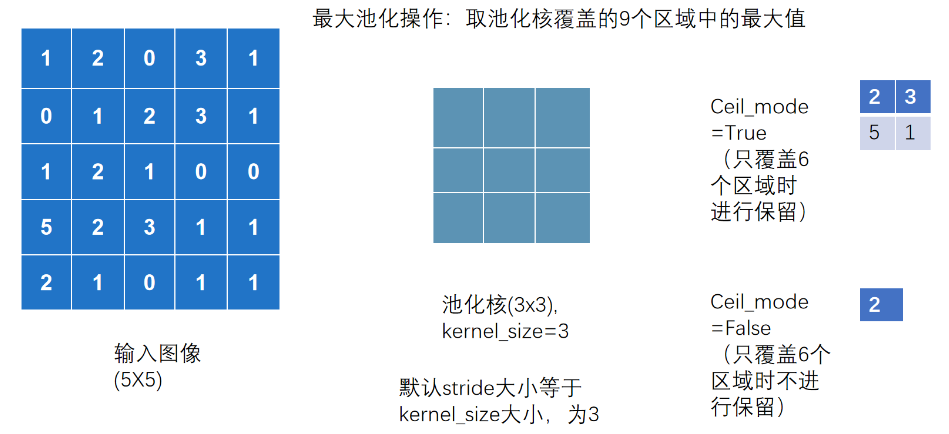 最大池化操作：取池化核覆盖的9个区域中的最大值
1 2 0 3 1
0 1 2 3 1
1 2 1 0 0
5 2 3 1 1
2 1 0 1 1
输入图像
(5X5)
池化核(3x3),
kernel_size=3
默认stride大小等于
kernel_size大小，为3
Ceil_mode
=True
（只覆盖6
个区域时
进行保留）
2 3
5 1
Ceil_mode
=False
（只覆盖6个
区域时不进
行保留）
2